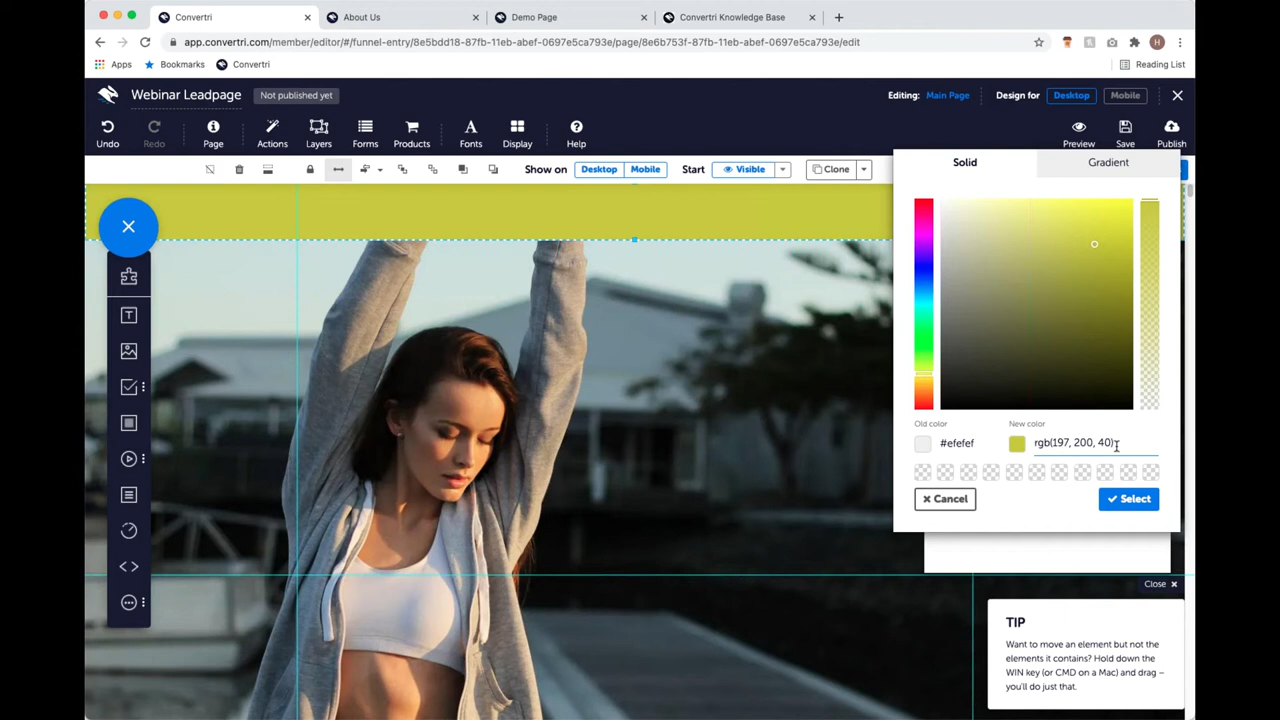 Convertri
About Us
Demo Page
Convertri Knowledge Base
app.convertri.com/member/editor/#/funnel-entry/8e5bdd18-87fb-11eb-abef-0697e5ca793e/page/8e6b753f-87fb-11eb-abef-0697e5ca793e/edit
H
Apps Bookmarks Convertri Reading List
Webinar Leadpage Not published yet Editing: Main Page Design for Desktop Mobile
Undo Redo Page Actions Layers Forms Products Fonts Display Help Preview Save Publish
Show on Desktop Mobile Start Visible Clone
Solid Gradient
Old color New color
#efefef rgb(197, 200, 40)
Cancel Select
Close
TIP
Want to move an element but not the
elements it contains? Hold down the
WIN key (or CMD on a Mac) and drag –
you'll do just that.